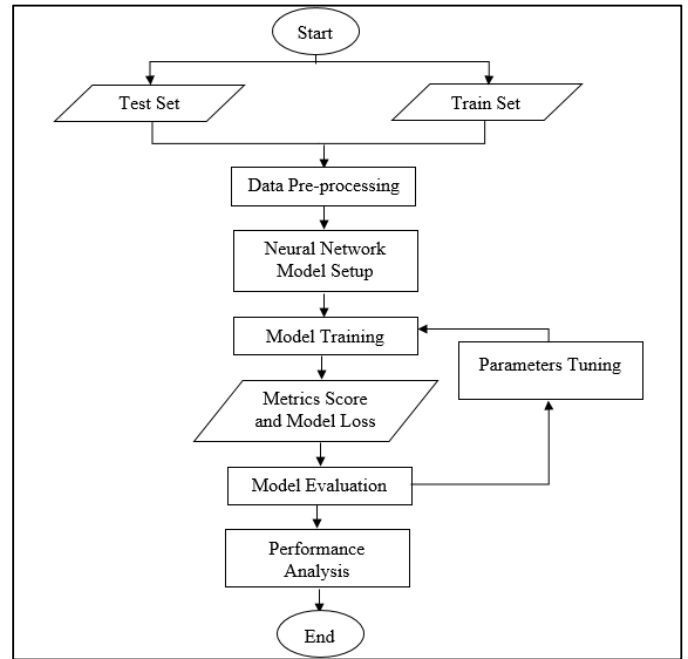 Start
Test Set
Train Set
Data Pre-processing
Neural Network
Model Setup
Model Training
Parameters Tuning
Metrics Score
and Model Loss
Model Evaluation
Performance
Analysis
End